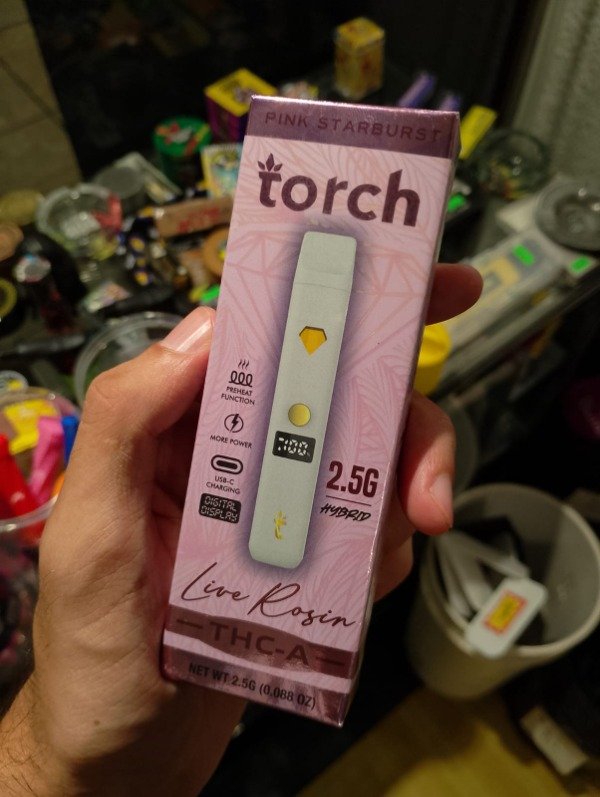 PINK STARBURST
torch
PREHEAT
FUNCTION
MORE POWER
USB-C
CHARGING
DIGITAL
DISPLAY
2.5G
HYBRID
Live Rosin
THC-A
NET WT 2.5G (0.088 OZ)